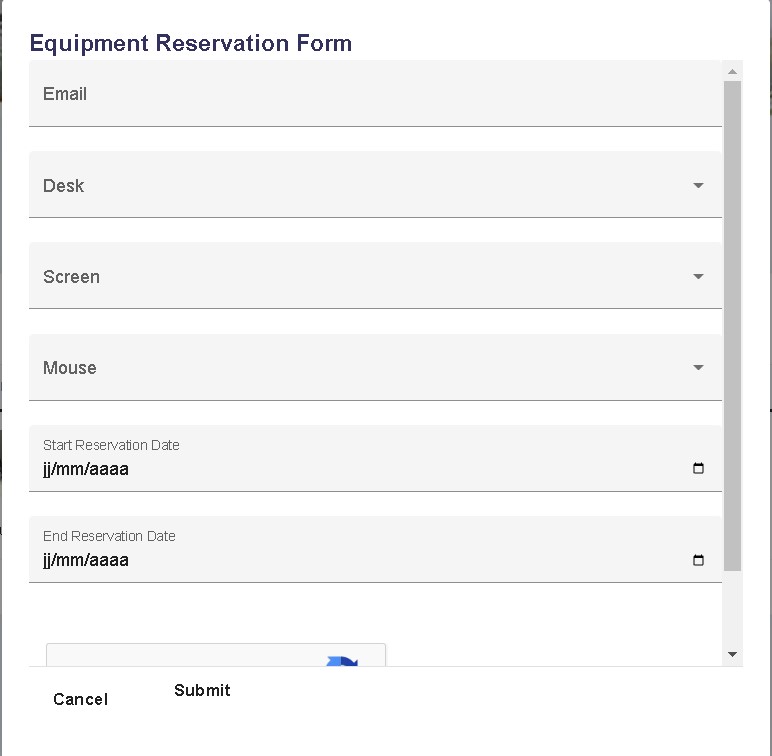 Equipment Reservation Form
Email
Desk
Screen
Mouse
Start Reservation Date
jj/mm/aaaa
End Reservation Date
jj/mm/aaaa
Cancel
Submit